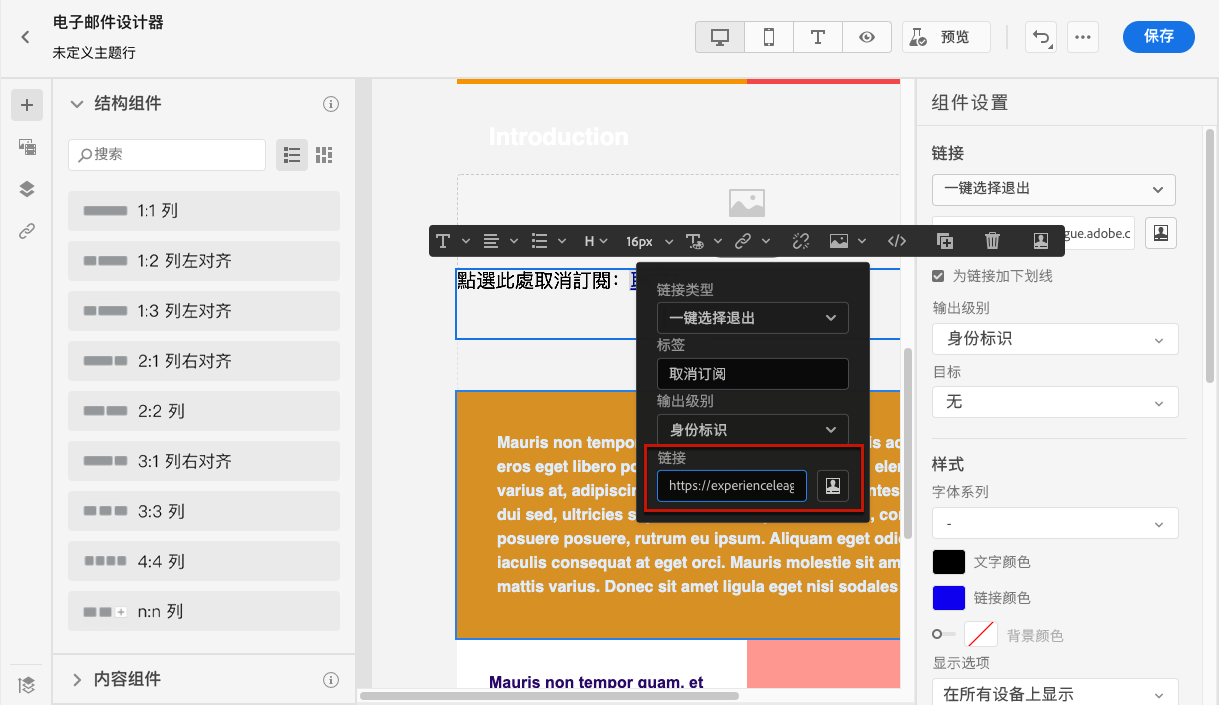 电子邮件设计器
未定义主题行
预览
保存
结构组件
搜索
1:1 列
1:2 列左对齐
1:3 列左对齐
2:1 列右对齐
2:2 列
3:1 列右对齐
3:3 列
4:4 列
n:n 列
内容组件
Introduction
H
16px
點選此處取消訂閱：
链接类型
一键选择退出
标签
取消订阅
输出级别
身份标识
链接
https://experienceleag
Mauris non tempo
eros eget libero
varius at, adipiscin
dui sed, ultricies
posuere posuere, rutrum eu ipsum. Aliquam eget odi
iaculis consequat at eget orci. Mauris molestie sit am
mattis varius. Donec sit amet ligula eget nisi sodales
Mauris non tempor quam, et
组件设置
链接
一键选择退出
gue.adobe.c
为链接加下划线
输出级别
身份标识
目标
无
样式
字体系列
-
文字颜色
链接颜色
背景颜色
显示选项
在所有设备上显示